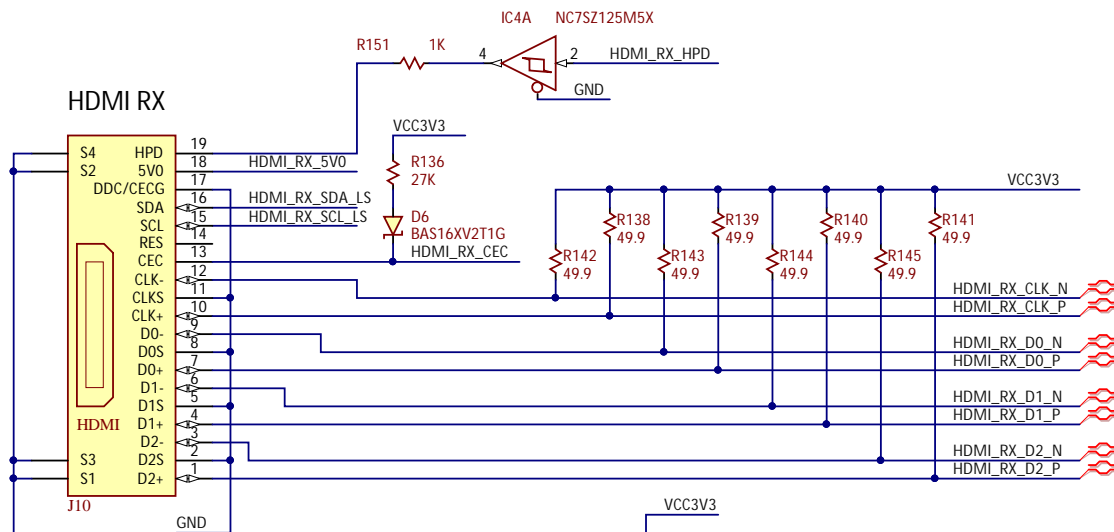 IC4A NC7SZ125M5X
R151 1K 4 2 HDMI_RX_HPD
GND
HDMI RX
VCC3V3
R136
27K
D6
BAS16XV2T1G
HDMI_RX_CEC
S4 HPD 19
S2 5V0 18 HDMI_RX_5V0
DDC/CECG 17
SDA 16 HDMI_RX_SDA_LS
SCL 15 HDMI_RX_SCL_LS
RES 14
CEC 13
CLK- 12
CLKS 11
CLK+ 10
D0- 9
D0S 8
D0+ 7
D1- 6
D1S 5
HDMI D1+ 4
D2- 3
S3 D2S 2
S1 D2+ 1
J10
GND
VCC3V3
R138
49.9
R139
49.9
R140
49.9
R141
49.9
R142
49.9
R143
49.9
R144
49.9
R145
49.9
HDMI_RX_CLK_N
HDMI_RX_CLK_P
HDMI_RX_D0_N
HDMI_RX_D0_P
HDMI_RX_D1_N
HDMI_RX_D1_P
HDMI_RX_D2_N
HDMI_RX_D2_P
VCC3V3